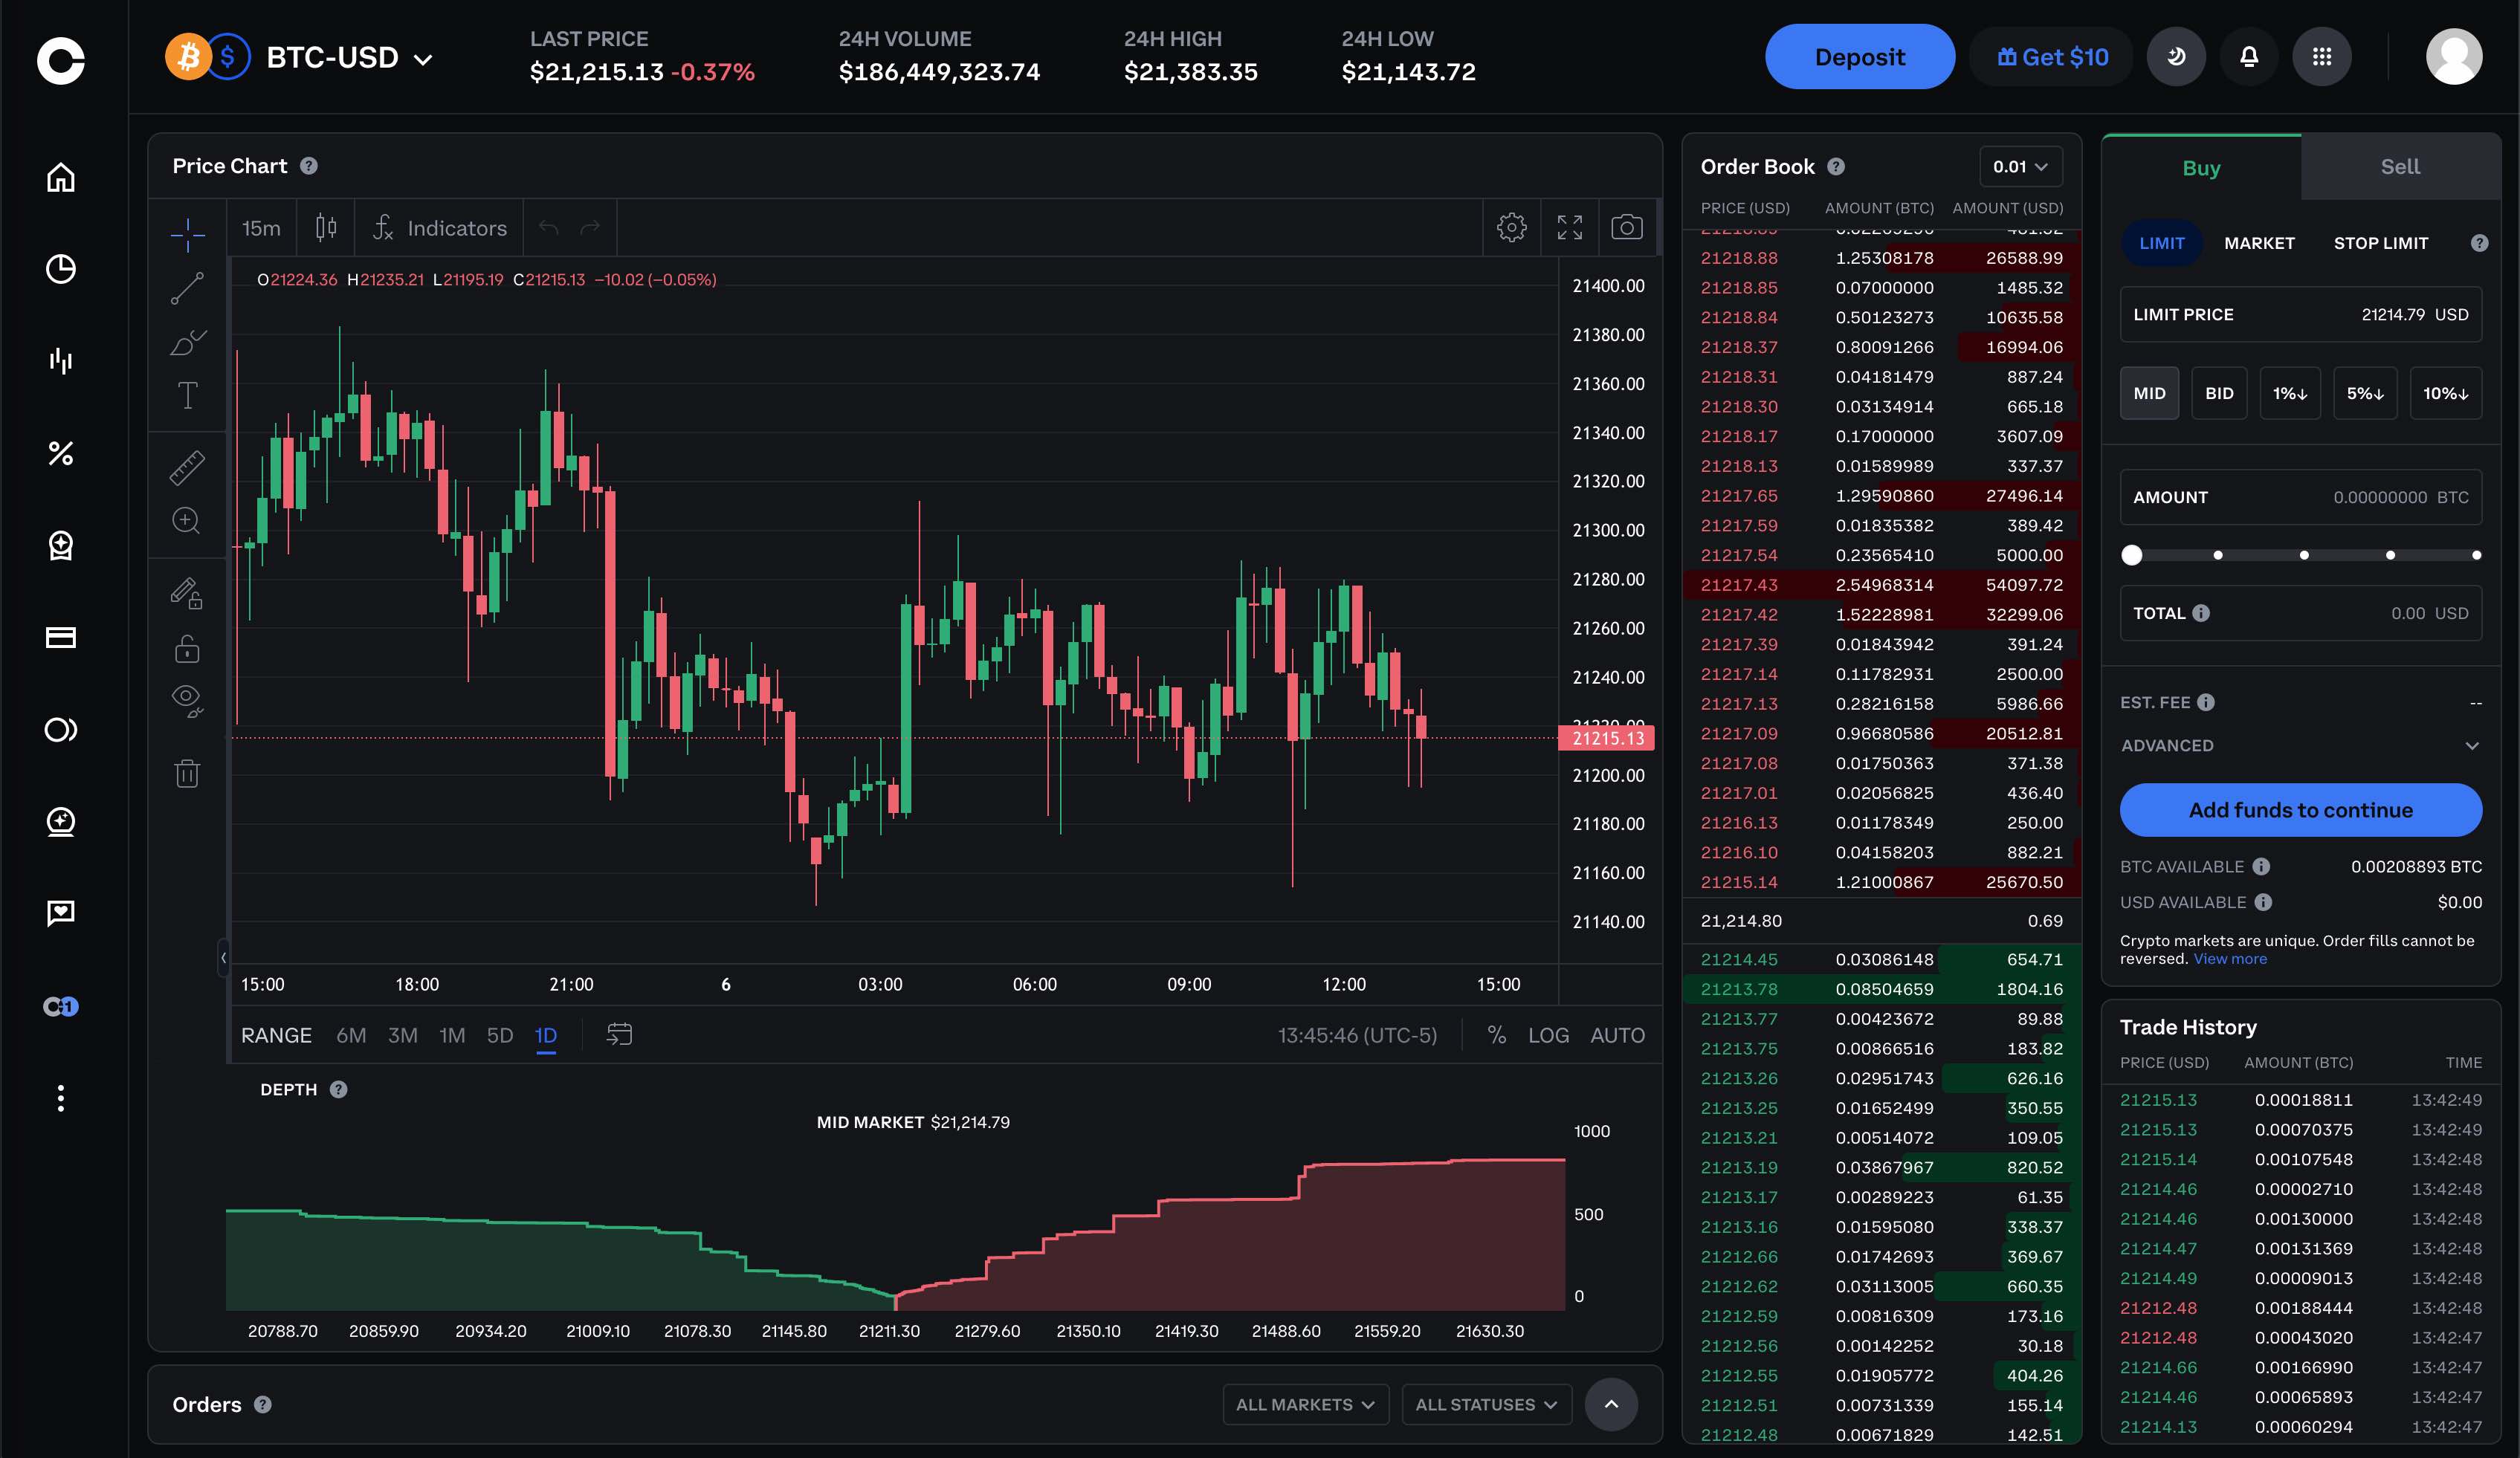 BTC-USD
LAST PRICE
$21,215.13 -0.37%
24H VOLUME
$186,449,323.74
24H HIGH
$21,383.35
24H LOW
$21,143.72
Deposit
Get $10
Price Chart
15m
Indicators
O21224.36 H21235.21 L21195.19 C21215.13 −10.02 (−0.05%)
21400.00
21380.00
21360.00
21340.00
21320.00
21300.00
21280.00
21260.00
21240.00
21220.00
21215.13
21200.00
21180.00
21160.00
21140.00
15:00 18:00 21:00 6 03:00 06:00 09:00 12:00 15:00
RANGE 6M 3M 1M 5D 1D
13:45:46 (UTC-5) % LOG AUTO
DEPTH
MID MARKET $21,214.79
1000
500
0
20788.70 20859.90 20934.20 21009.10 21078.30 21145.80 21211.30 21279.60 21350.10 21419.30 21488.60 21559.20 21630.30
Orders
ALL MARKETS
ALL STATUSES
Order Book
0.01
PRICE (USD) AMOUNT (BTC) AMOUNT (USD)
21218.88 1.25308178 26588.99
21218.85 0.07000000 1485.32
21218.84 0.50123273 10635.58
21218.37 0.80091266 16994.06
21218.31 0.04181479 887.24
21218.30 0.03134914 665.18
21218.17 0.17000000 3607.09
21218.13 0.01589989 337.37
21217.65 1.29590860 27496.14
21217.59 0.01835382 389.42
21217.54 0.23565410 5000.00
21217.43 2.54968314 54097.72
21217.42 1.52228981 32299.06
21217.39 0.01843942 391.24
21217.14 0.11782931 2500.00
21217.13 0.28216158 5986.66
21217.09 0.96680586 20512.81
21217.08 0.01750363 371.38
21217.01 0.02056825 436.40
21216.13 0.01178349 250.00
21216.10 0.04158203 882.21
21215.14 1.21000867 25670.50
21,214.80 0.69
21214.45 0.03086148 654.71
21213.78 0.08504659 1804.16
21213.77 0.00423672 89.88
21213.75 0.00866516 183.82
21213.26 0.02951743 626.16
21213.25 0.01652499 350.55
21213.21 0.00514072 109.05
21213.19 0.03867967 820.52
21213.17 0.00289223 61.35
21213.16 0.01595080 338.37
21212.66 0.01742693 369.67
21212.62 0.03113005 660.35
21212.59 0.00816309 173.16
21212.56 0.00142252 30.18
21212.55 0.01905772 404.26
21212.51 0.00731339 155.14
21212.48 0.00671829 142.51
Buy
Sell
LIMIT MARKET STOP LIMIT
LIMIT PRICE 21214.79 USD
MID BID 1%↓ 5%↓ 10%↓
AMOUNT 0.00000000 BTC
TOTAL 0.00 USD
EST. FEE --
ADVANCED
Add funds to continue
BTC AVAILABLE 0.00208893 BTC
USD AVAILABLE $0.00
Crypto markets are unique. Order fills cannot be
reversed. View more
Trade History
PRICE (USD) AMOUNT (BTC) TIME
21215.13 0.00018811 13:42:49
21215.13 0.00070375 13:42:49
21215.14 0.00107548 13:42:48
21214.46 0.00002710 13:42:48
21214.46 0.00130000 13:42:48
21214.47 0.00131369 13:42:48
21214.49 0.00009013 13:42:48
21212.48 0.00188444 13:42:48
21212.48 0.00043020 13:42:47
21214.66 0.00166990 13:42:47
21214.46 0.00065893 13:42:47
21214.13 0.00060294 13:42:47